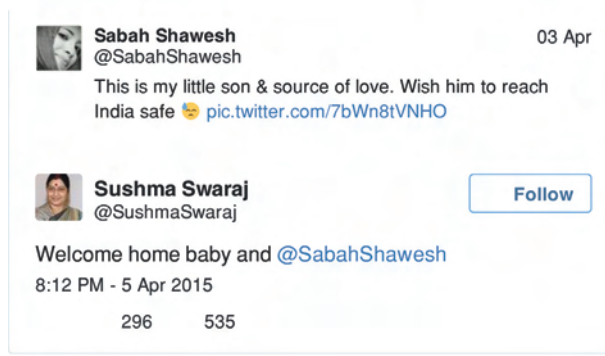 Sabah Shawesh 03 Apr
@SabahShawesh
This is my little son & source of love. Wish him to reach
India safe 😓 pic.twitter.com/7bWn8tVNHO
Sushma Swaraj Follow
@SushmaSwaraj
Welcome home baby and @SabahShawesh
8:12 PM - 5 Apr 2015
296 535